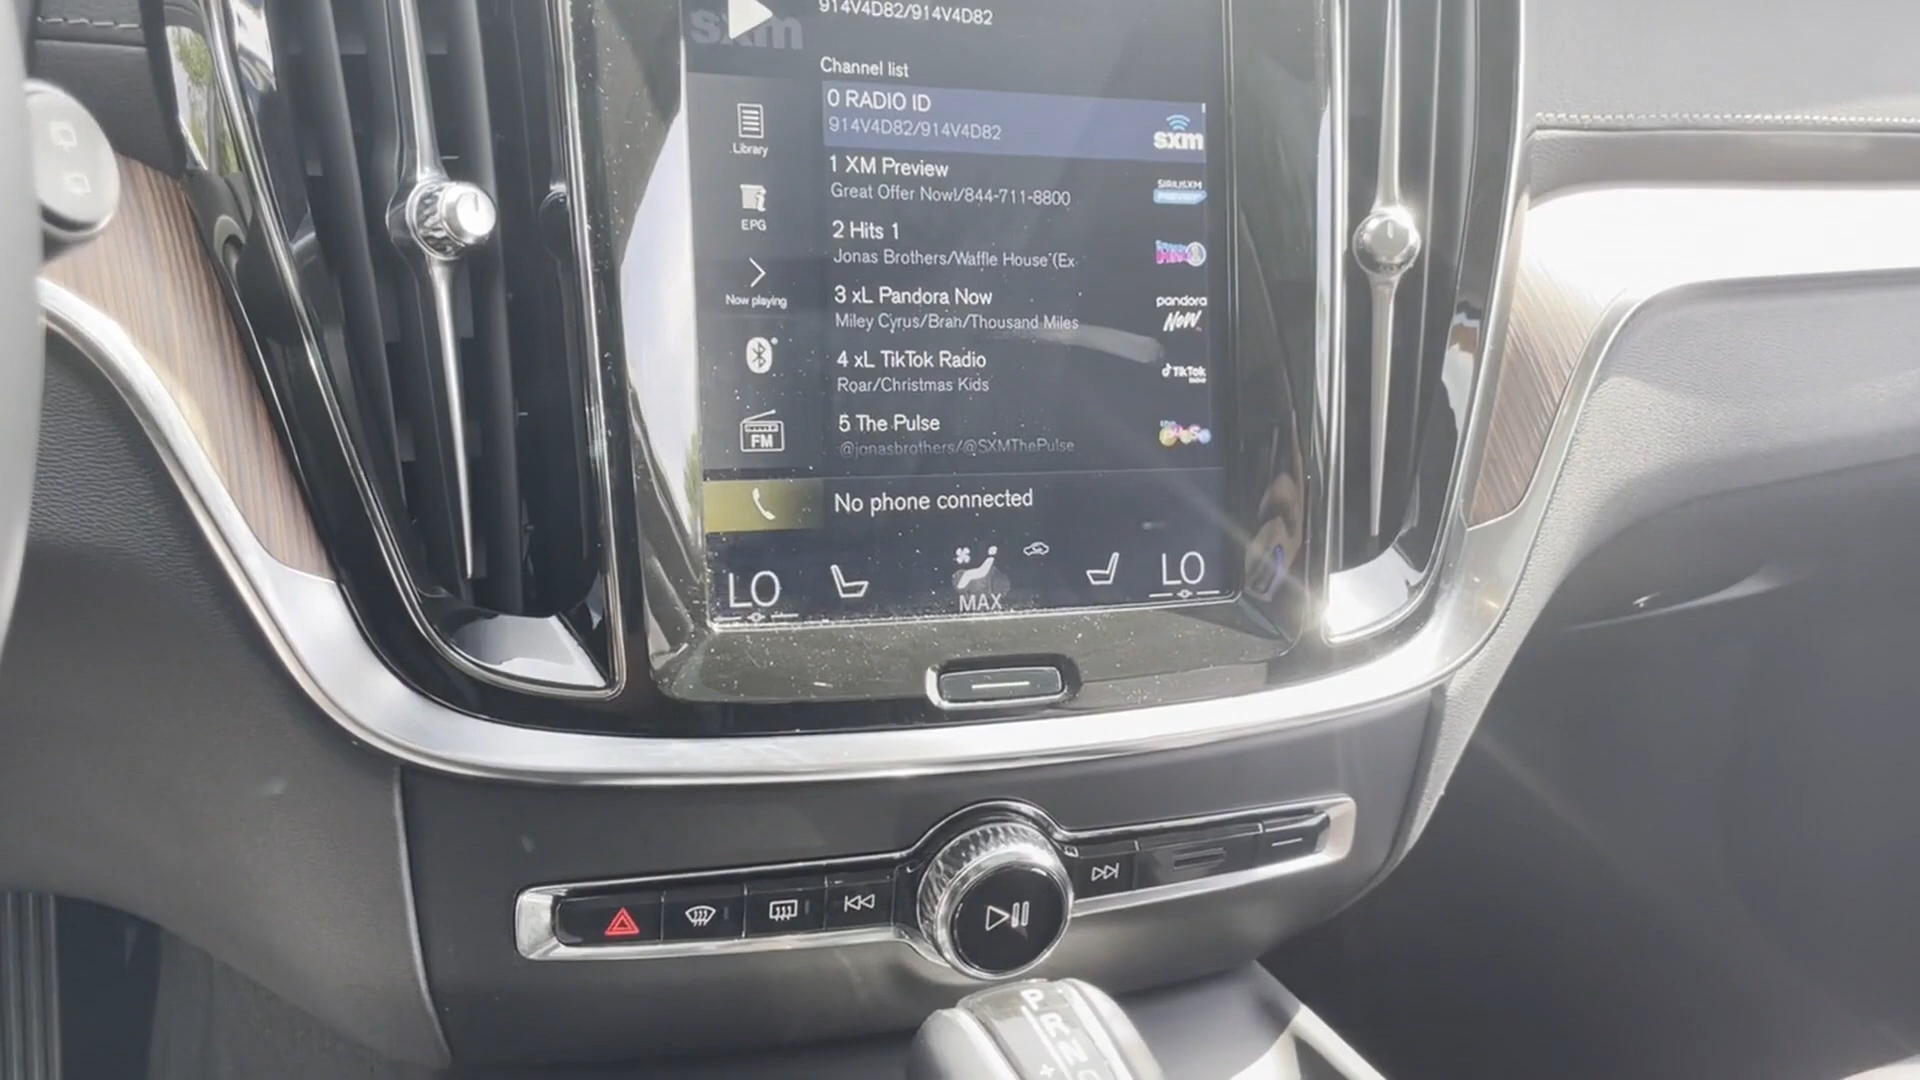 sxm
914V4D82/914V4D82
Channel list
0 RADIO ID
914V4D82/914V4D82
sxm
Library
1 XM Preview
Great Offer Now!/844-711-8800
SIRIUSXM
PREVIEW
EPG
2 Hits 1
Jonas Brothers/Waffle House (Ex
Now playing
3 xL Pandora Now
Miley Cyrus/Brah/Thousand Miles
pandora
NOW
4 xL TikTok Radio
Roar/Christmas Kids
TikTok
FM
5 The Pulse
@jonasbrothers/@SXMThePulse
No phone connected
LO
MAX
LO
P
R
N